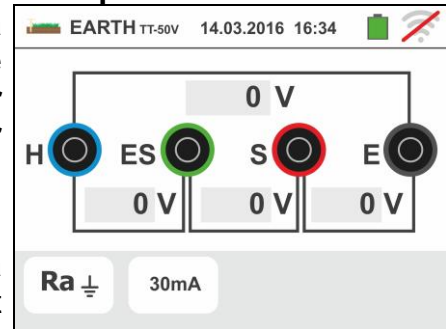 EARTH TT-50V 14.03.2016 16:34
0 V
H ES S E
0 V 0 V 0 V
Ra 30mA